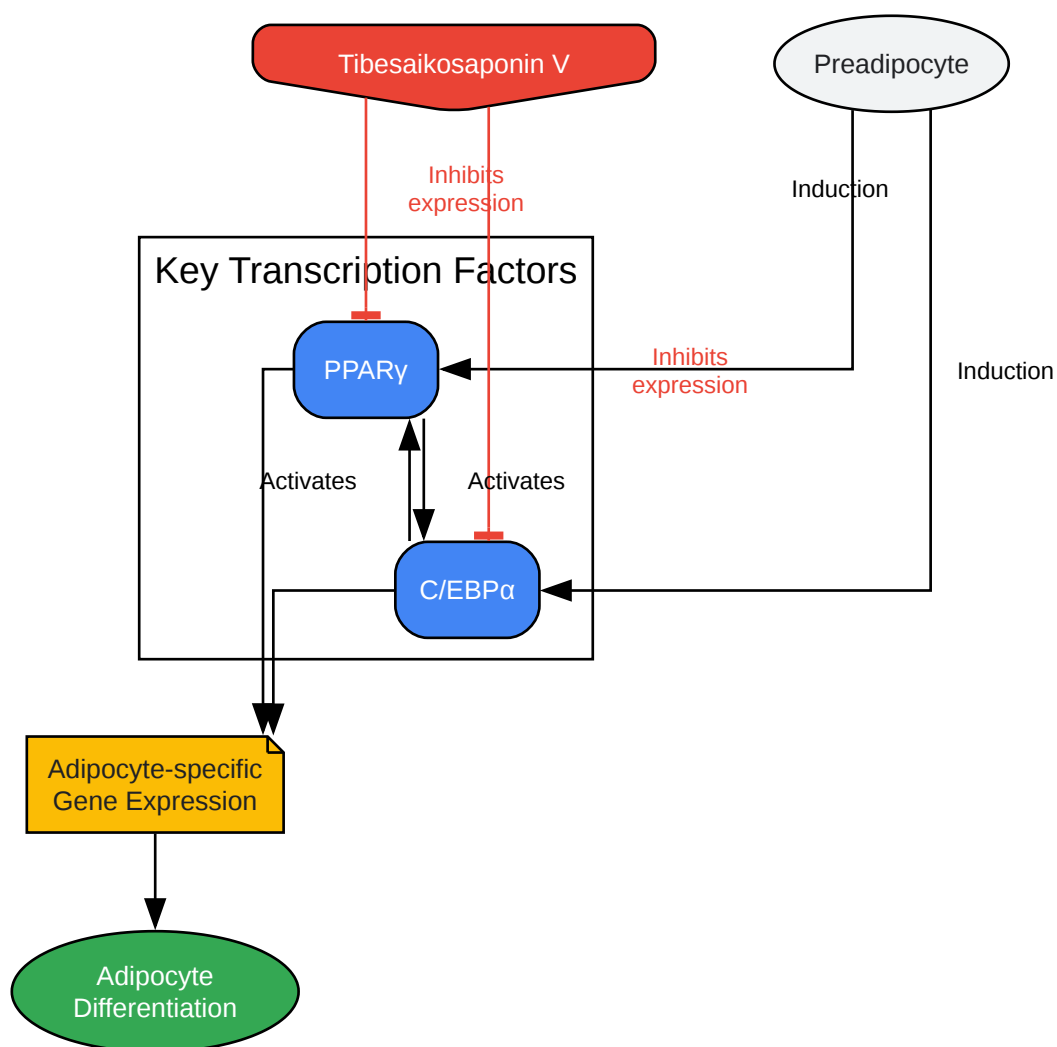 Tibesaikosaponin V
Preadipocyte
Inhibits
expression
Induction
Key Transcription Factors
PPARγ
Inhibits
expression
Induction
Activates
Activates
C/EBPα
Adipocyte-specific
Gene Expression
Adipocyte
Differentiation